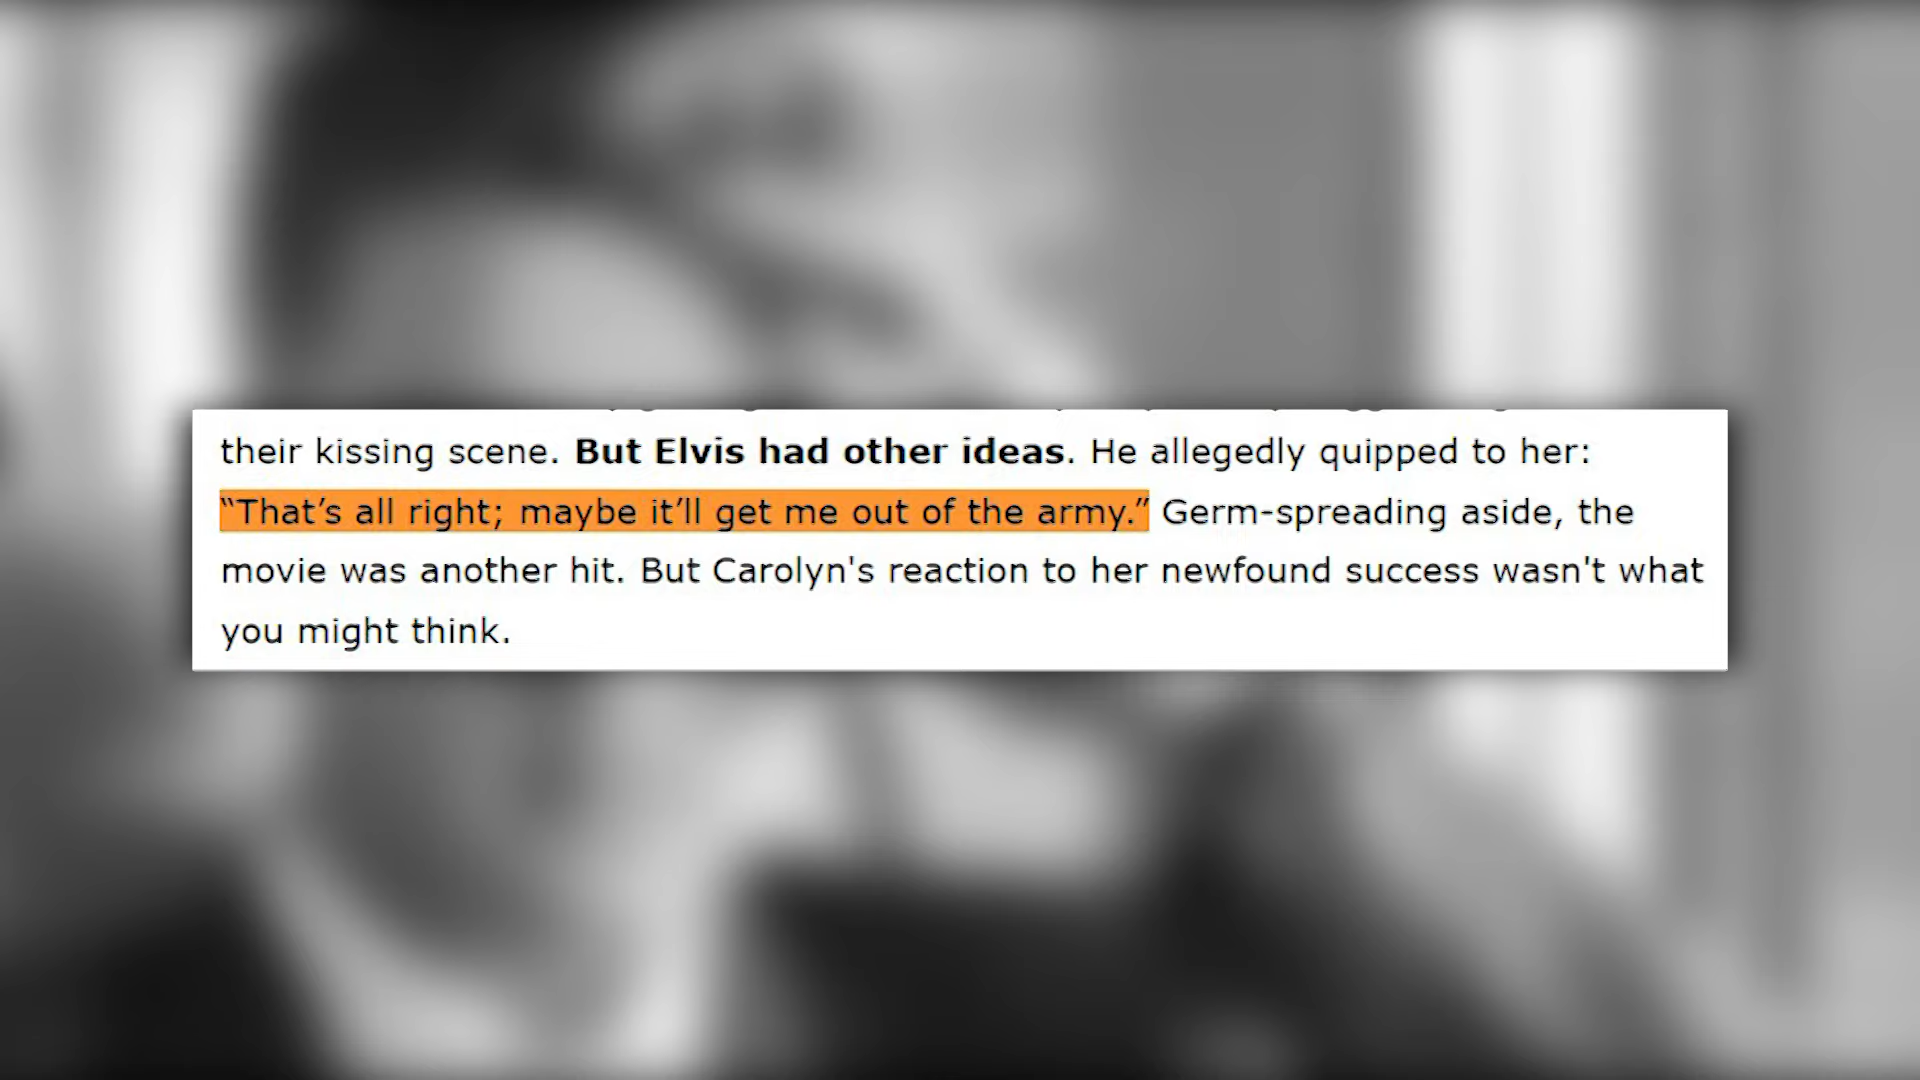 their kissing scene. But Elvis had other ideas. He allegedly quipped to her:
“That’s all right; maybe it’ll get me out of the army.” Germ-spreading aside, the
movie was another hit. But Carolyn's reaction to her newfound success wasn't what
you might think.